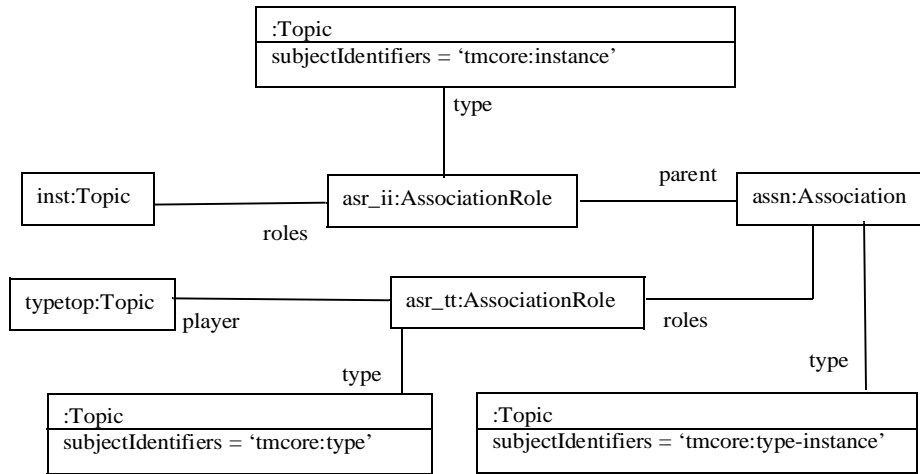 :Topic
subjectIdentifiers = ‘tmcore:instance’
type
inst:Topic
asr_ii:AssociationRole
parent
assn:Association
roles
typetop:Topic
player
asr_tt:AssociationRole
roles
type
type
:Topic
subjectIdentifiers = ‘tmcore:type’
:Topic
subjectIdentifiers = ‘tmcore:type-instance’